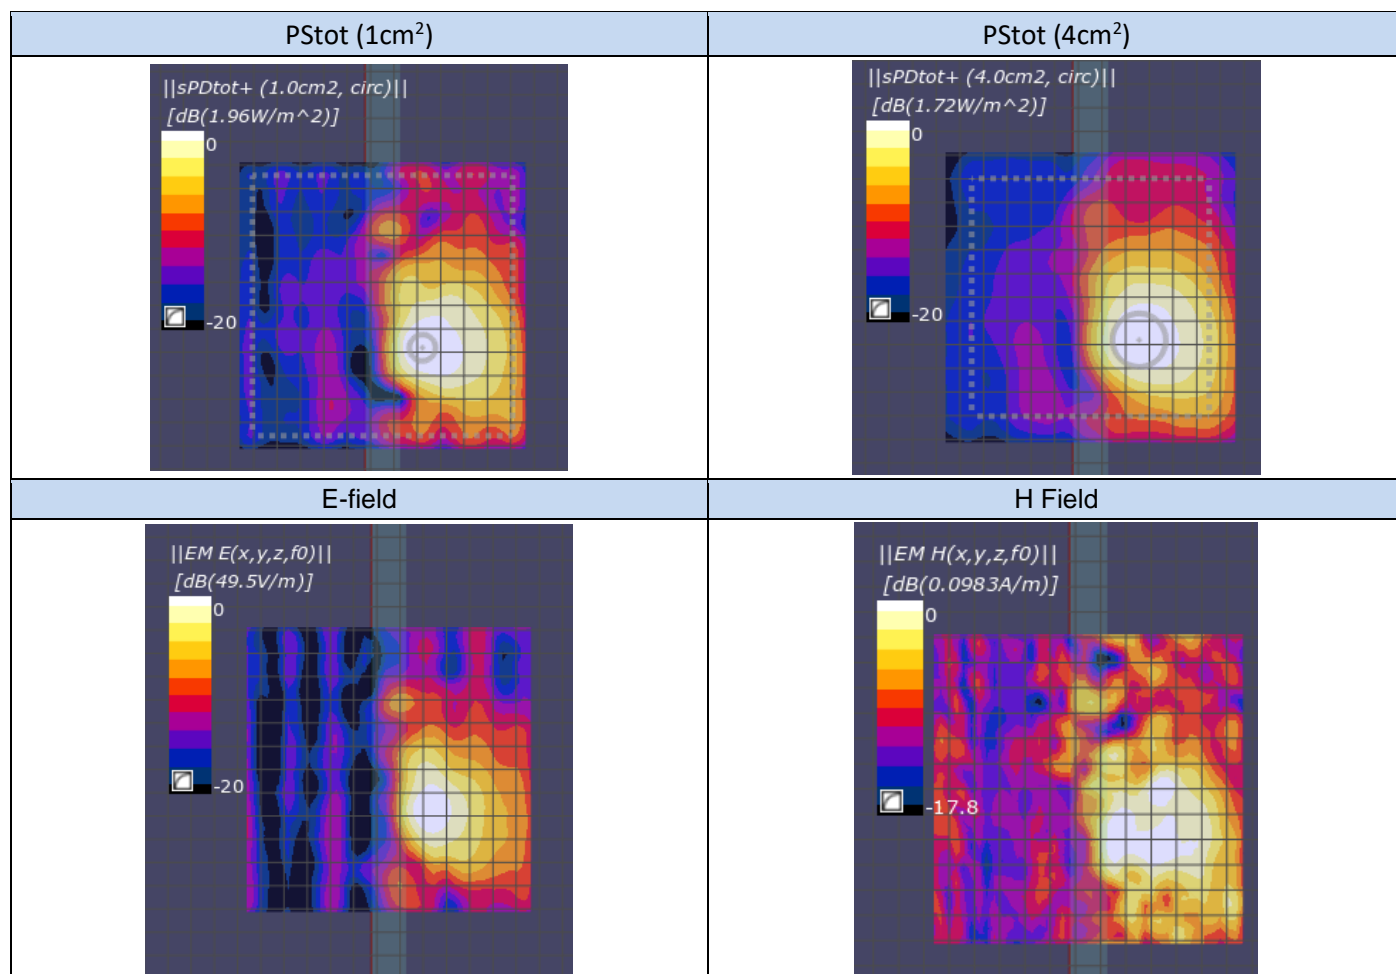 PStot (1cm²)
PStot (4cm²)
||sPDtot+ (1.0cm2, circ)||
[dB(1.96W/m^2)]
0
-20
||sPDtot+ (4.0cm2, circ)||
[dB(1.72W/m^2)]
0
-20
E-field
H Field
||EM E(x,y,z,f0)||
[dB(49.5V/m)]
0
-20
||EM H(x,y,z,f0)||
[dB(0.0983A/m)]
0
-17.8